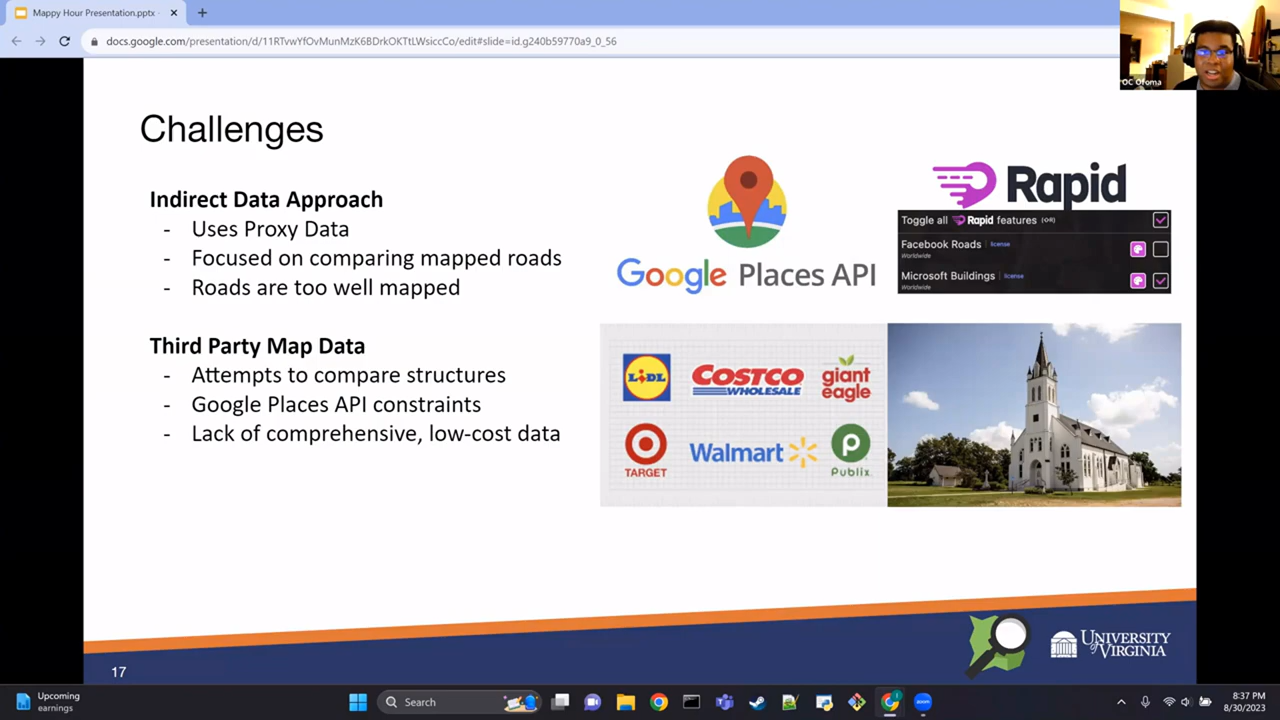 Mappy Hour Presentation.pptx
docs.google.com/presentation/d/11RTvwYfOvMunMzK6BDrkOKTtLWsiccCo/edit#slide=id.g240b59770a9_0_56
OC Ofoma
Challenges
Indirect Data Approach
- Uses Proxy Data
- Focused on comparing mapped roads
- Roads are too well mapped
Third Party Map Data
- Attempts to compare structures
- Google Places API constraints
- Lack of comprehensive, low-cost data
Google Places API
Rapid
Toggle all Rapid features (Off)
Facebook Roads license
Worldwide
Microsoft Buildings license
Worldwide
LIDL
COSTCO
WHOLESALE
giant
eagle
TARGET
Walmart
P
Publix
17
UNIVERSITY
of VIRGINIA
Upcoming
earnings
Search
8:37 PM
8/30/2023
zoom